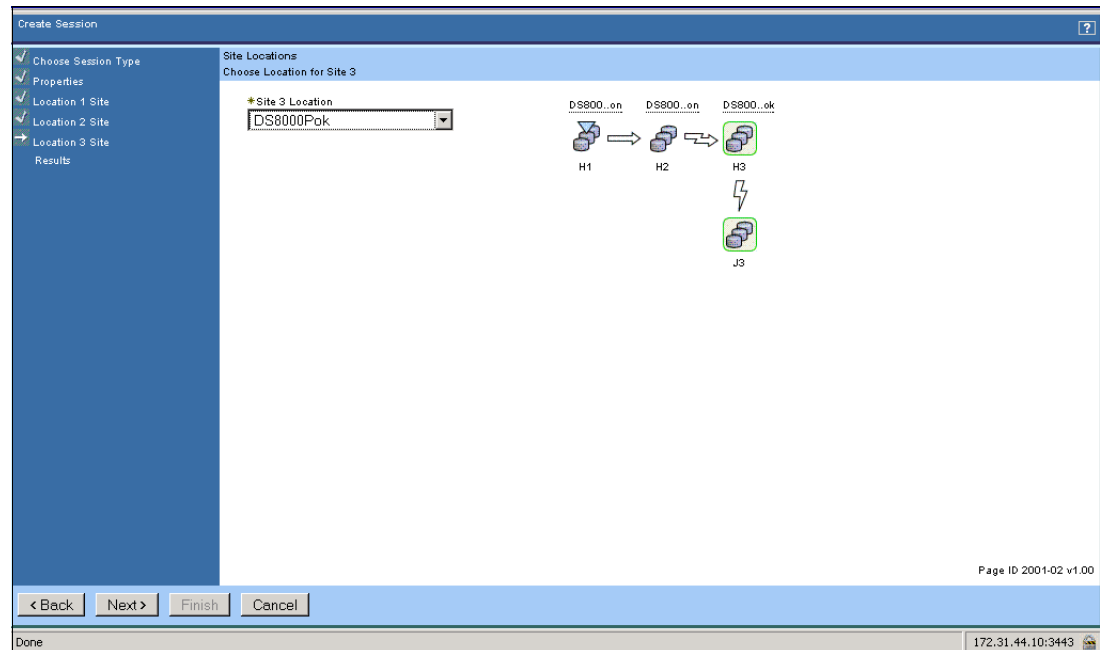 Create Session
?
Choose Session Type
Properties
Location 1 Site
Location 2 Site
Location 3 Site
Results
Site Locations
Choose Location for Site 3
*Site 3 Location
DS8000Pok
DS800..on DS800..on DS800..ok
H1 H2 H3
J3
Page ID 2001-02 v1.00
< Back Next > Finish Cancel
Done 172.31.44.10:3443